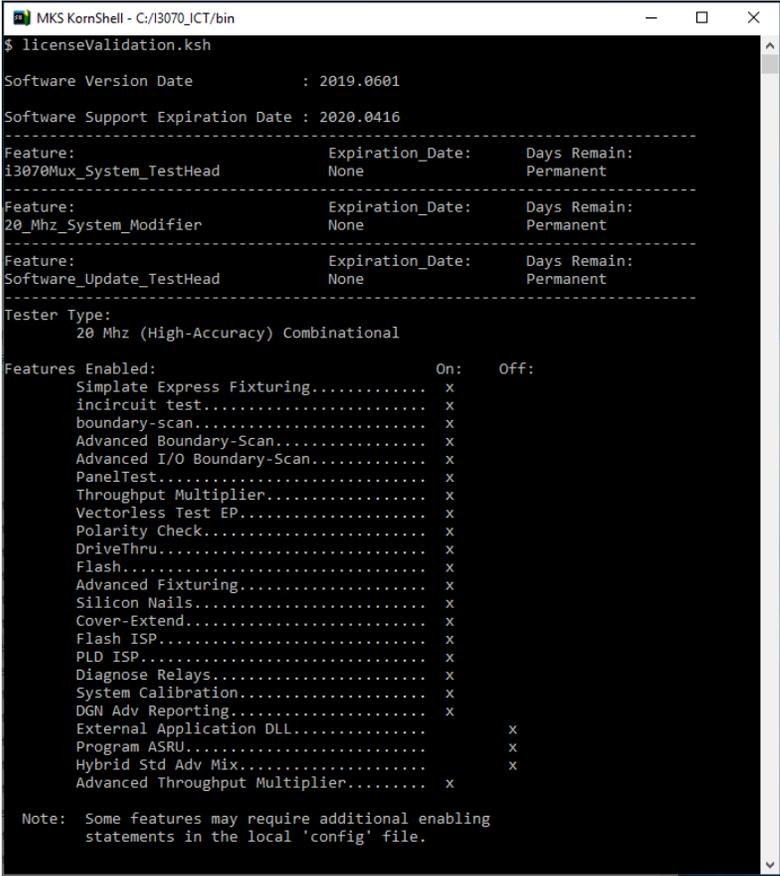 MKS KornShell - C:/I3070_ICT/bin
$ licenseValidation.ksh
Software Version Date : 2019.0601
Software Support Expiration Date : 2020.0416
-----------------------------------------------------------------------------
Feature: Expiration_Date: Days Remain:
i3070Mux_System_TestHead None Permanent
-----------------------------------------------------------------------------
Feature: Expiration_Date: Days Remain:
20_Mhz_System_Modifier None Permanent
-----------------------------------------------------------------------------
Feature: Expiration_Date: Days Remain:
Software_Update_TestHead None Permanent
-----------------------------------------------------------------------------
Tester Type:
20 Mhz (High-Accuracy) Combinational
Features Enabled: On: Off:
Simplate Express Fixturing............. x
incircuit test......................... x
boundary-scan.......................... x
Advanced Boundary-Scan................. x
Advanced I/O Boundary-Scan............. x
PanelTest.............................. x
Throughput Multiplier.................. x
Vectorless Test EP..................... x
Polarity Check......................... x
DriveThru.............................. x
Flash.................................. x
Advanced Fixturing..................... x
Silicon Nails.......................... x
Cover-Extend........................... x
Flash ISP.............................. x
PLD ISP................................ x
Diagnose Relays........................ x
System Calibration..................... x
DGN Adv Reporting...................... x
External Application DLL............... x
Program ASRU........................... x
Hybrid Std Adv Mix..................... x
Advanced Throughput Multiplier......... x
Note: Some features may require additional enabling
statements in the local 'config' file.